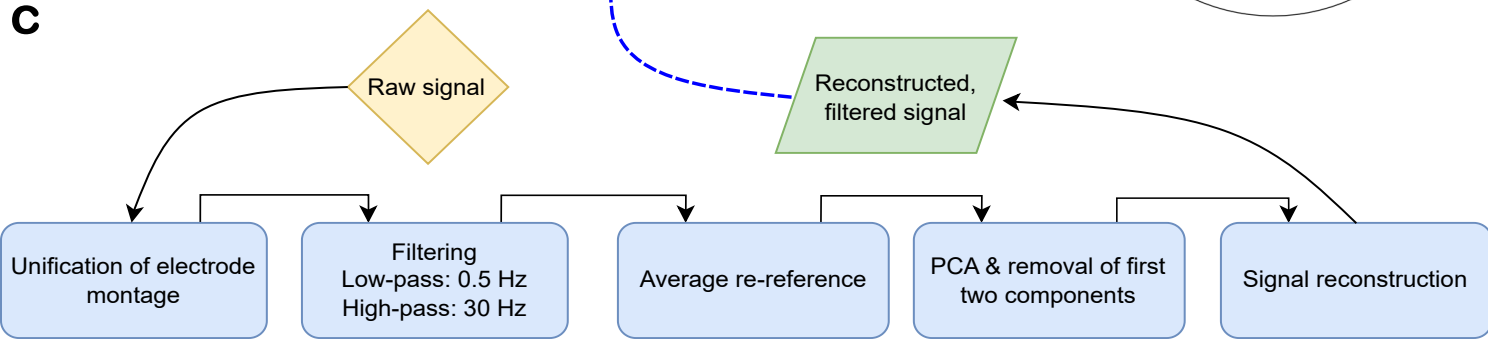 C
Raw signal
Reconstructed,
filtered signal
Unification of electrode
montage
Filtering
Low-pass: 0.5 Hz
High-pass: 30 Hz
Average re-reference
PCA & removal of first
two components
Signal reconstruction